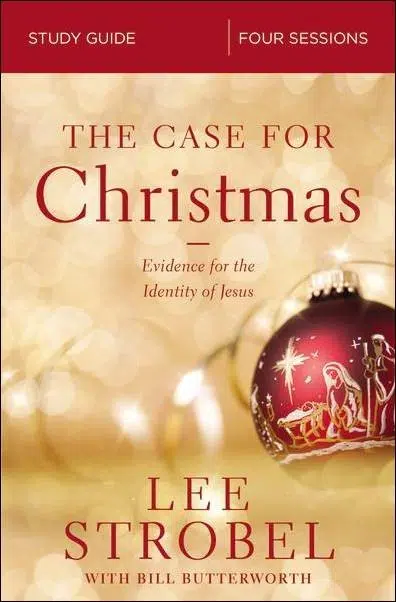 STUDY GUIDE
FOUR SESSIONS
THE CASE FOR
Christmas
Evidence for the
Identity of Jesus
LEE
STROBEL
WITH BILL BUTTERWORTH